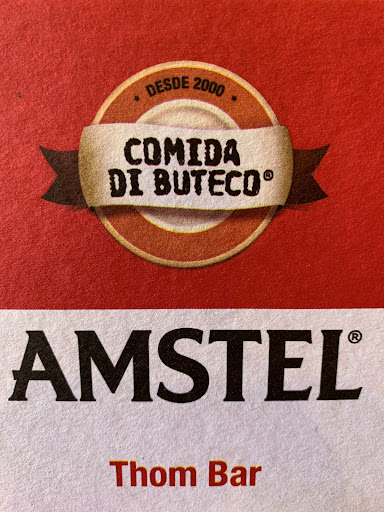 DESDE 2000
COMIDA
DI BUTECO®
AMSTEL®
Thom Bar